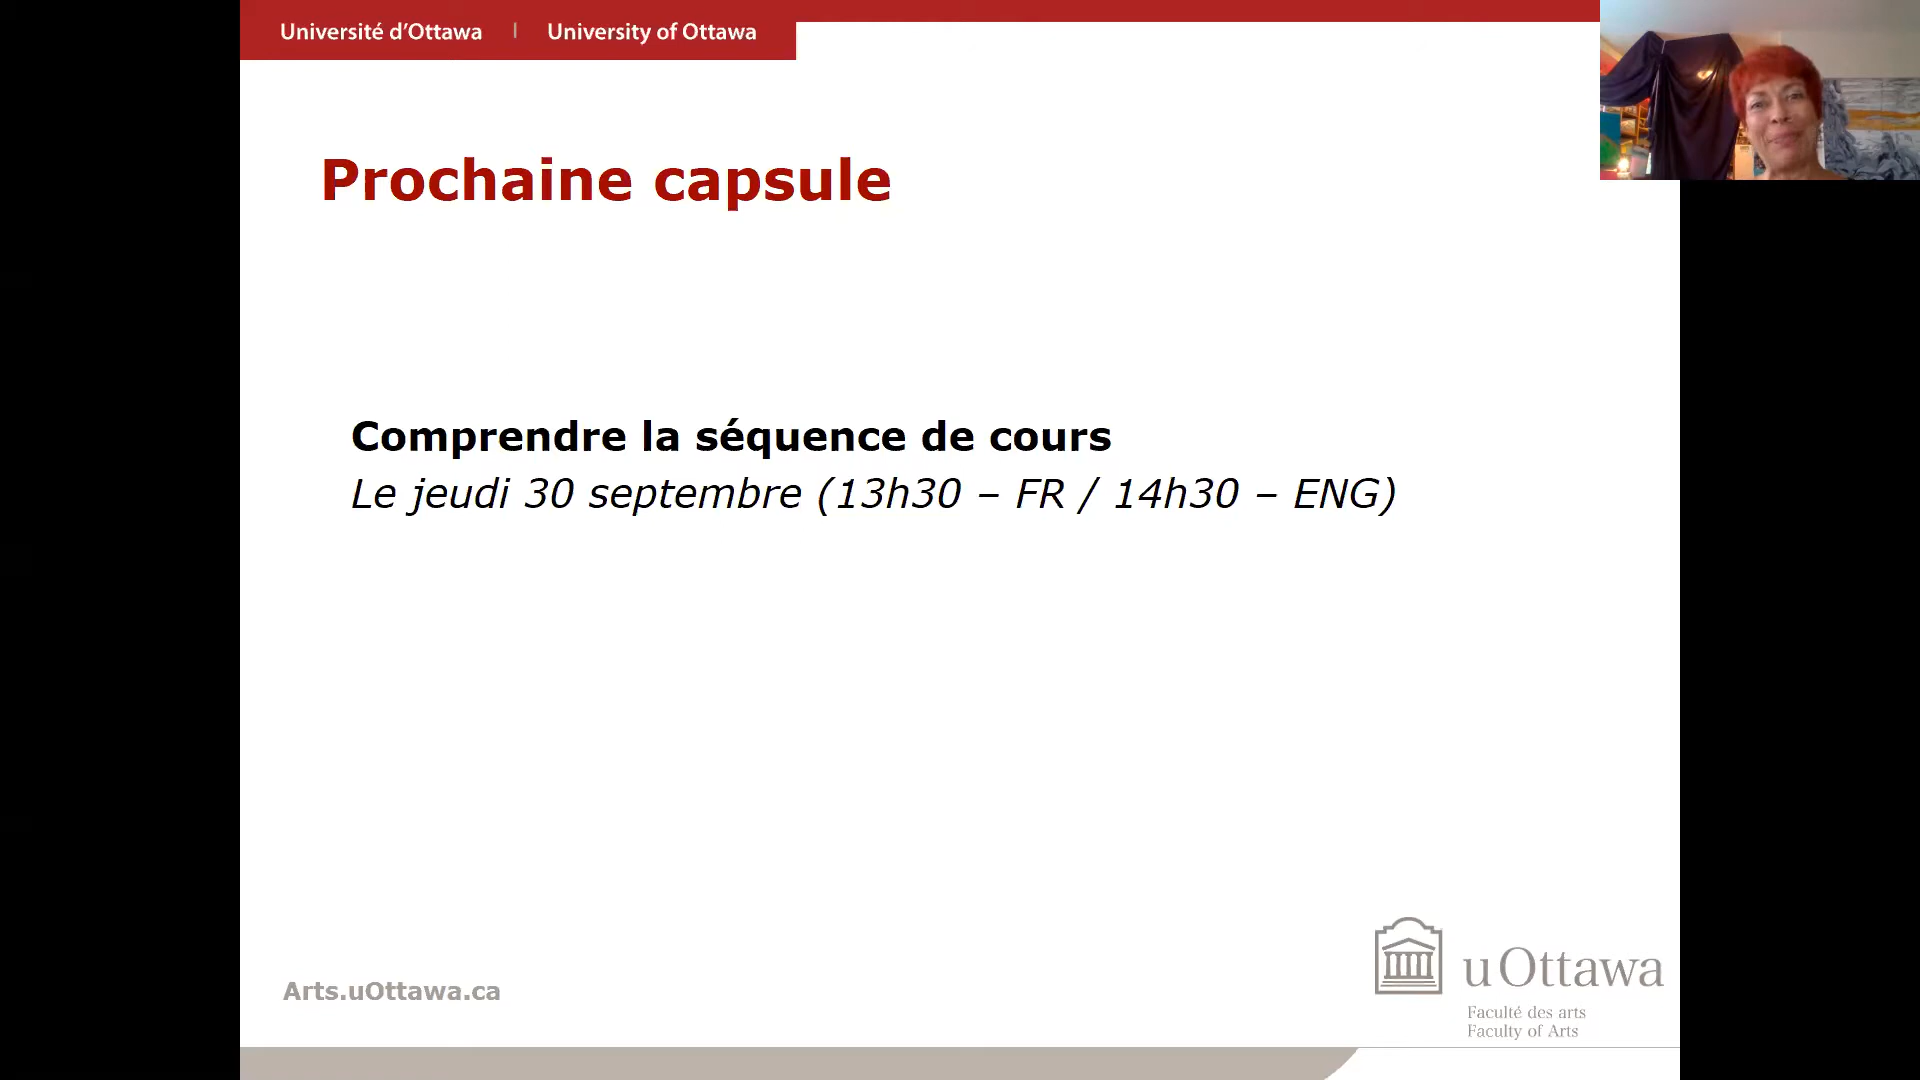 Université d'Ottawa | University of Ottawa
Prochaine capsule
Comprendre la séquence de cours
Le jeudi 30 septembre (13h30 – FR / 14h30 – ENG)
Arts.uOttawa.ca
uOttawa
Faculté des arts
Faculty of Arts